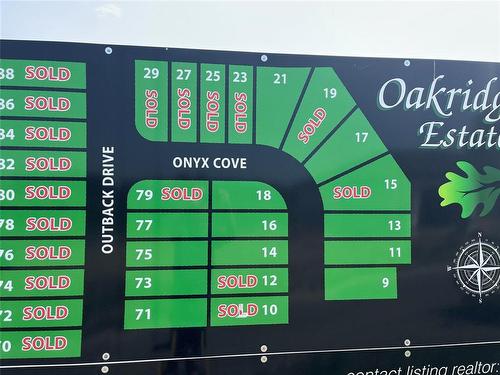 88 SOLD
86 SOLD
84 SOLD
82 SOLD
80 SOLD
78 SOLD
76 SOLD
74 SOLD
72 SOLD
70 SOLD
OUTBACK DRIVE
29 SOLD
27 SOLD
25 SOLD
23 SOLD
21
19 SOLD
17
15 SOLD
13
11
9
ONYX COVE
79 SOLD
77
75
73
71
18
16
14
SOLD 12
SOLD 10
Estate
N
contact listing realtor: